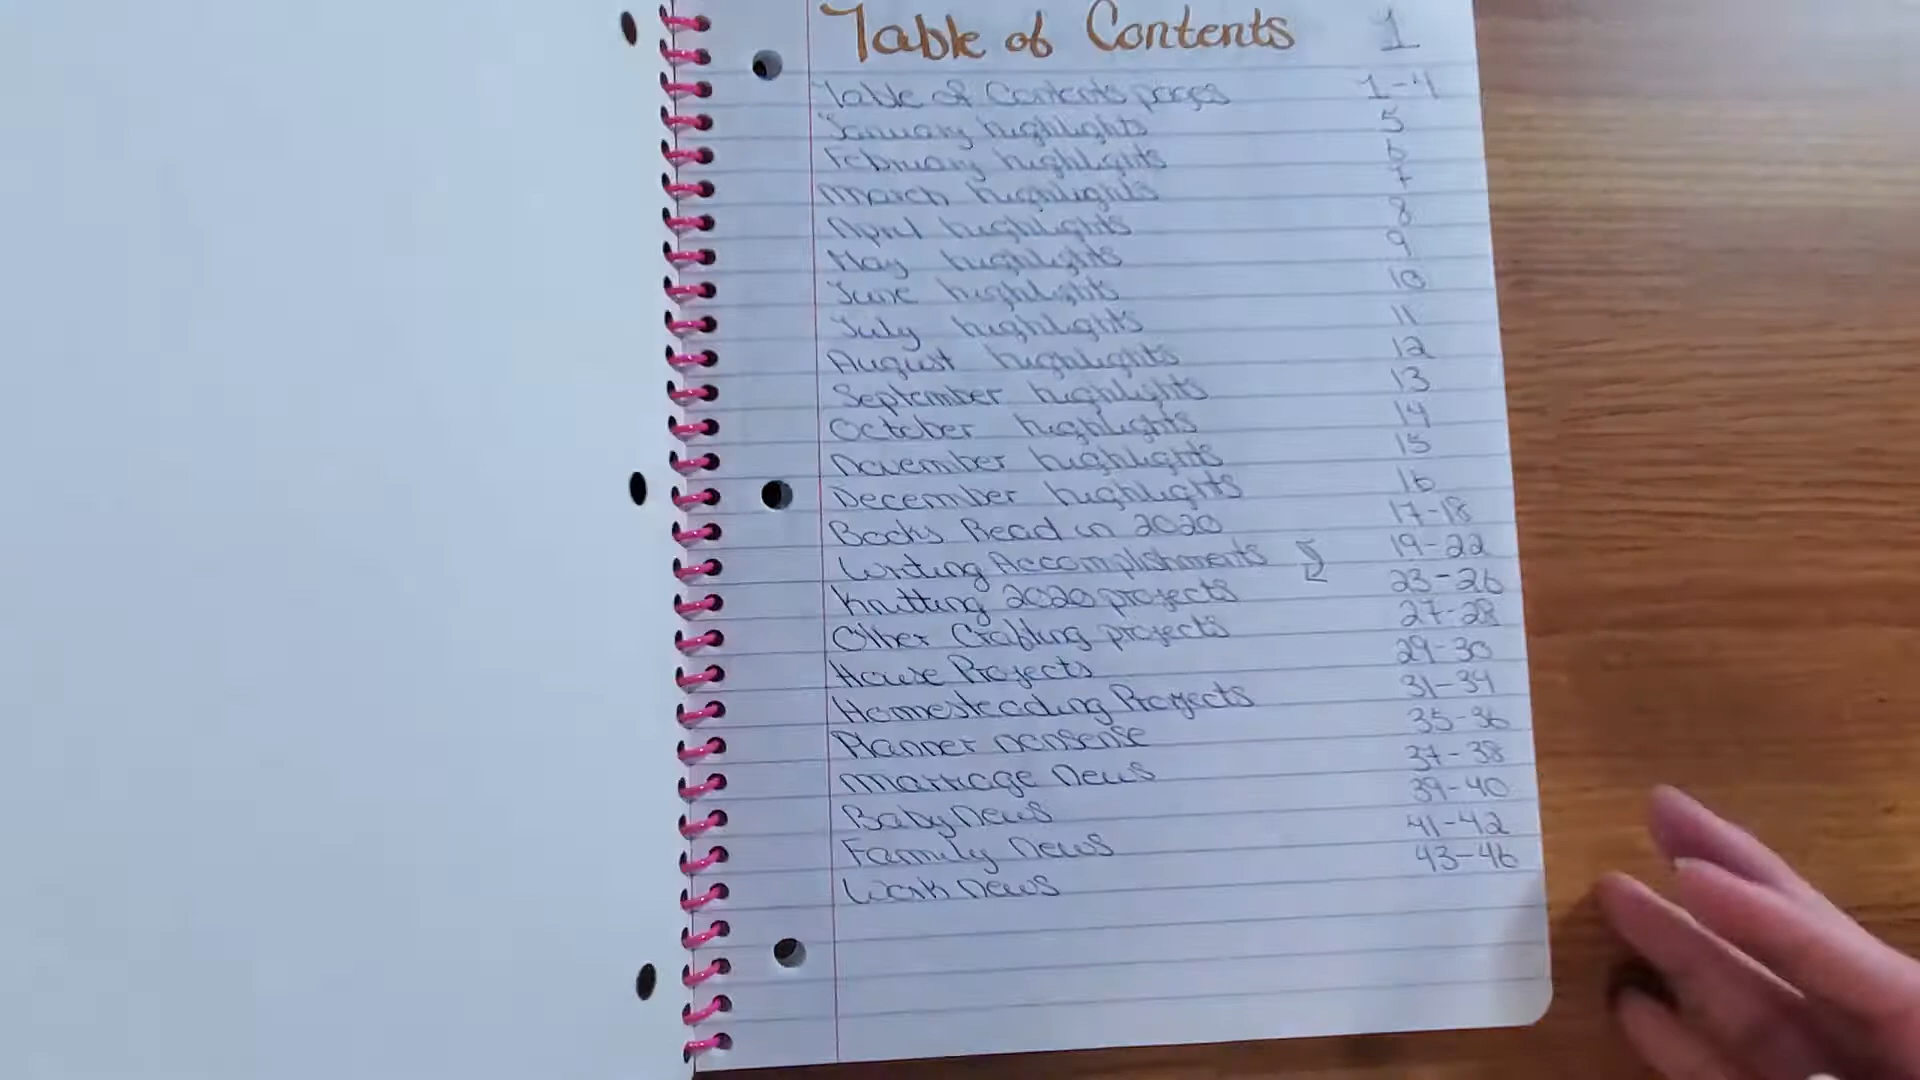 Table of Contents 1
Table of Contents pages 1-4
January highlights 5
February highlights 6
March highlights 7
April highlights 8
May highlights 9
June highlights 10
July highlights 11
August highlights 12
September highlights 13
October highlights 14
November highlights 15
December highlights 16
Books Read in 2020 17-18
Writing Accomplishments 19-22
Knitting 2020 projects 23-26
Other Crafting projects 27-28
House Projects 29-30
Homesteading Projects 31-34
Planner nonsense 35-36
Marriage news 37-38
Baby news 39-40
Family news 41-42
Work news 43-46